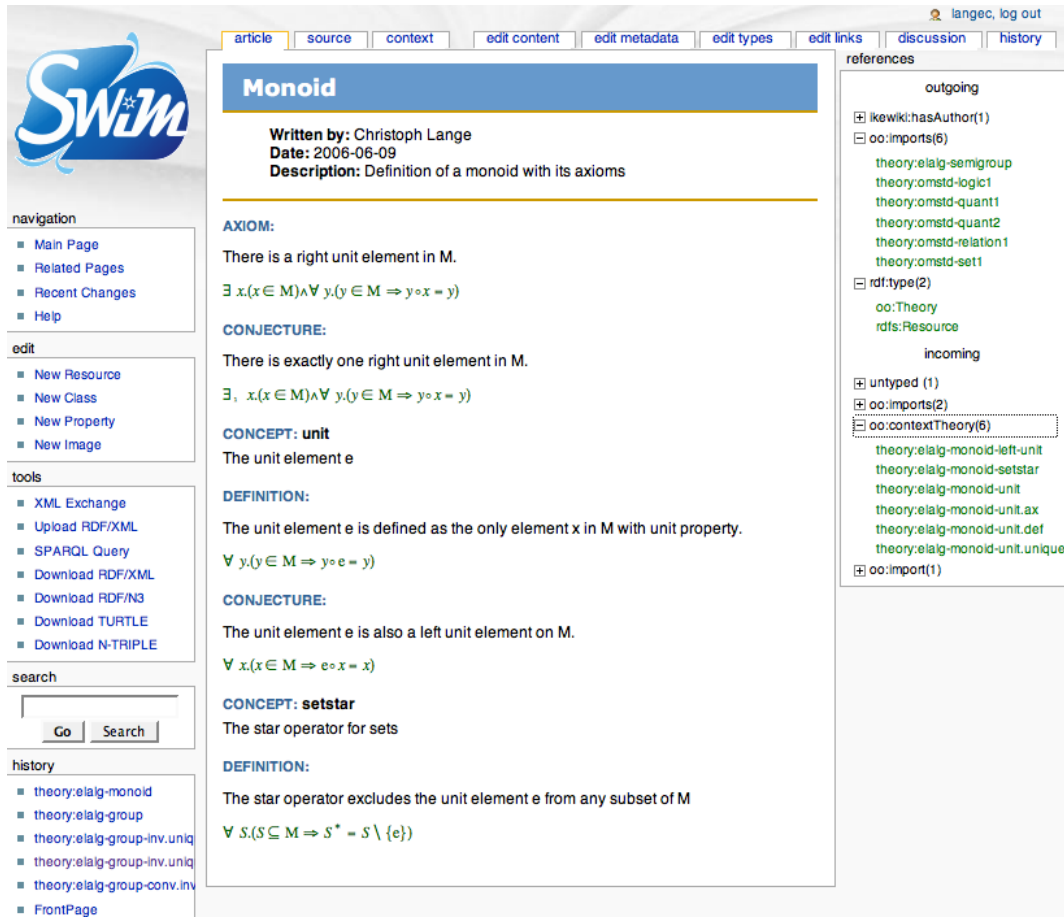 langec, log out
article source context edit content edit metadata edit types edit links discussion history
SWiM
navigation
Main Page
Related Pages
Recent Changes
Help
edit
New Resource
New Class
New Property
New Image
tools
XML Exchange
Upload RDF/XML
SPARQL Query
Download RDF/XML
Download RDF/N3
Download TURTLE
Download N-TRIPLE
search
Go Search
history
theory:elalg-monoid
theory:elalg-group
theory:elalg-group-inv.uniq
theory:elalg-group-inv.uniq
theory:elalg-group-conv.inv
FrontPage
Monoid
Written by: Christoph Lange
Date: 2006-06-09
Description: Definition of a monoid with its axioms
AXIOM:
There is a right unit element in M.
∃ x.(x ∈ M)∧∀ y.(y ∈ M ⇒ y∘x = y)
CONJECTURE:
There is exactly one right unit element in M.
∃₁ x.(x ∈ M)∧∀ y.(y ∈ M ⇒ y∘x = y)
CONCEPT: unit
The unit element e
DEFINITION:
The unit element e is defined as the only element x in M with unit property.
∀ y.(y ∈ M ⇒ y∘e = y)
CONJECTURE:
The unit element e is also a left unit element on M.
∀ x.(x ∈ M ⇒ e∘x = x)
CONCEPT: setstar
The star operator for sets
DEFINITION:
The star operator excludes the unit element e from any subset of M
∀ S.(S ⊆ M ⇒ S* = S \ {e})
references
outgoing
ikewiki:hasAuthor(1)
oo:imports(6)
theory:elalg-semigroup
theory:omstd-logic1
theory:omstd-quant1
theory:omstd-quant2
theory:omstd-relation1
theory:omstd-set1
rdf:type(2)
oo:Theory
rdfs:Resource
incoming
untyped (1)
oo:imports(2)
oo:contextTheory(6)
theory:elalg-monoid-left-unit
theory:elalg-monoid-setstar
theory:elalg-monoid-unit
theory:elalg-monoid-unit.ax
theory:elalg-monoid-unit.def
theory:elalg-monoid-unit.unique
oo:import(1)